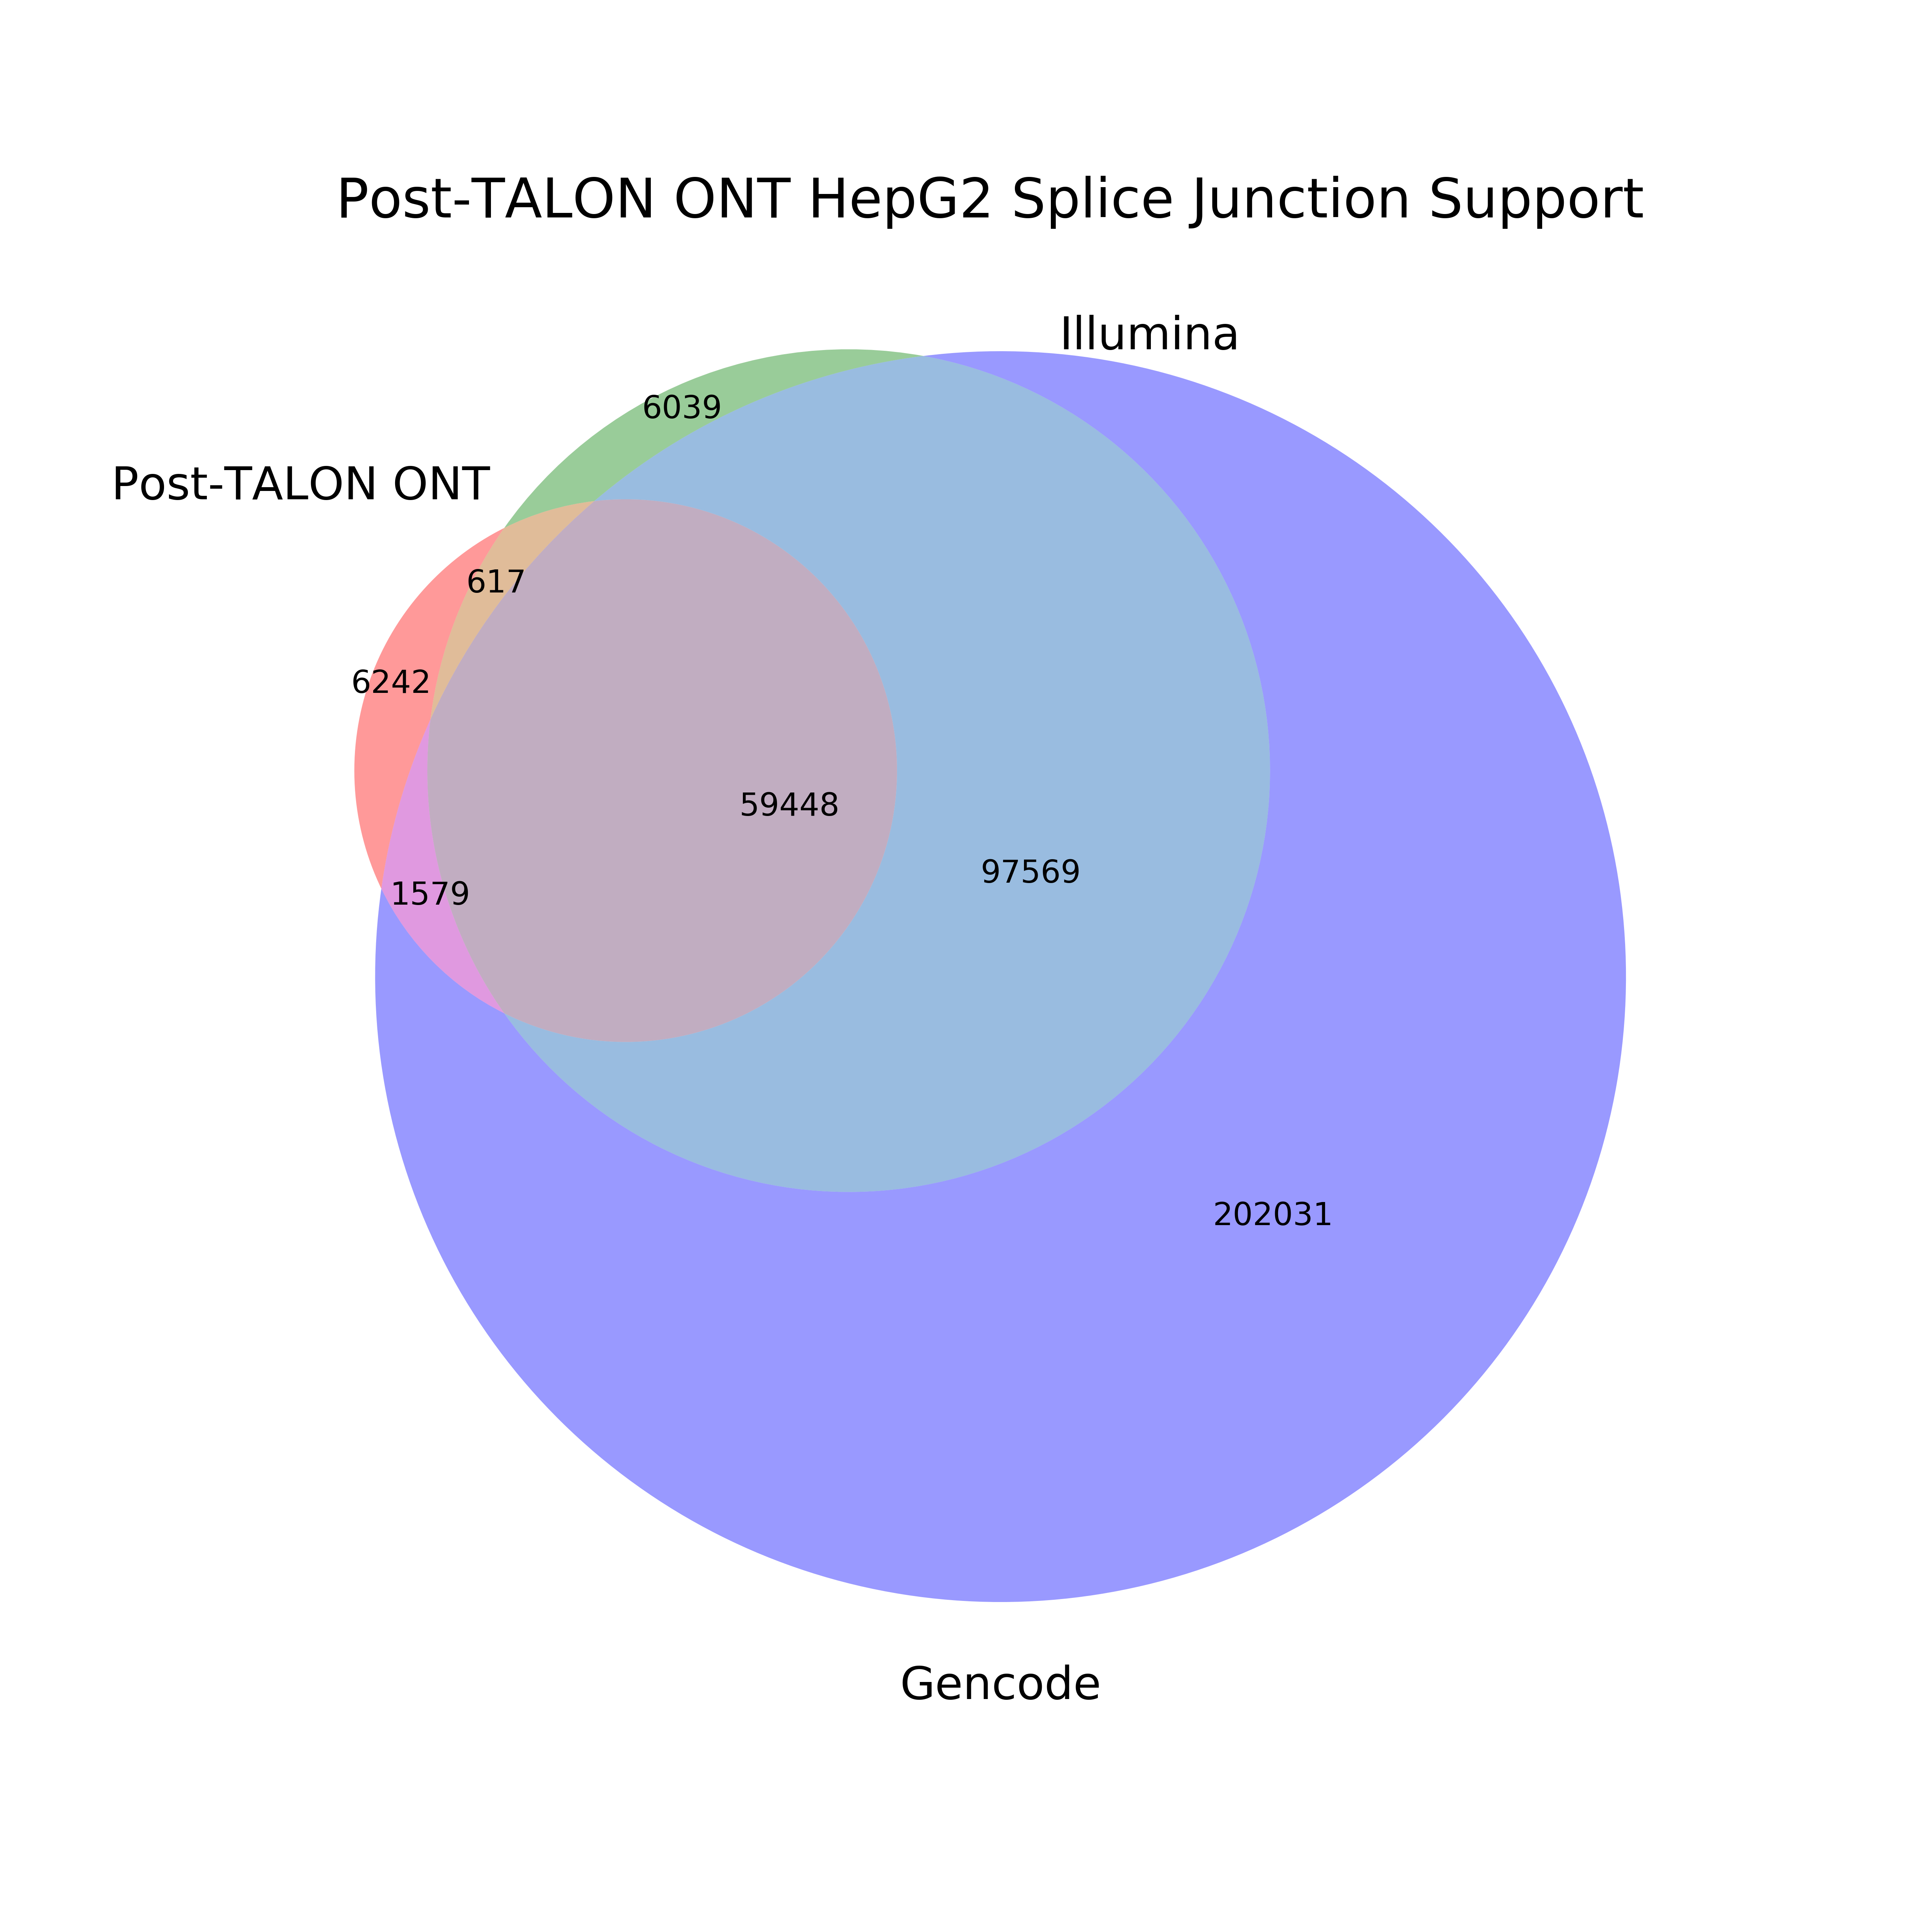 Post-TALON ONT HepG2 Splice Junction Support
Illumina
6039
Post-TALON ONT
617
6242
59448
97569
1579
202031
Gencode